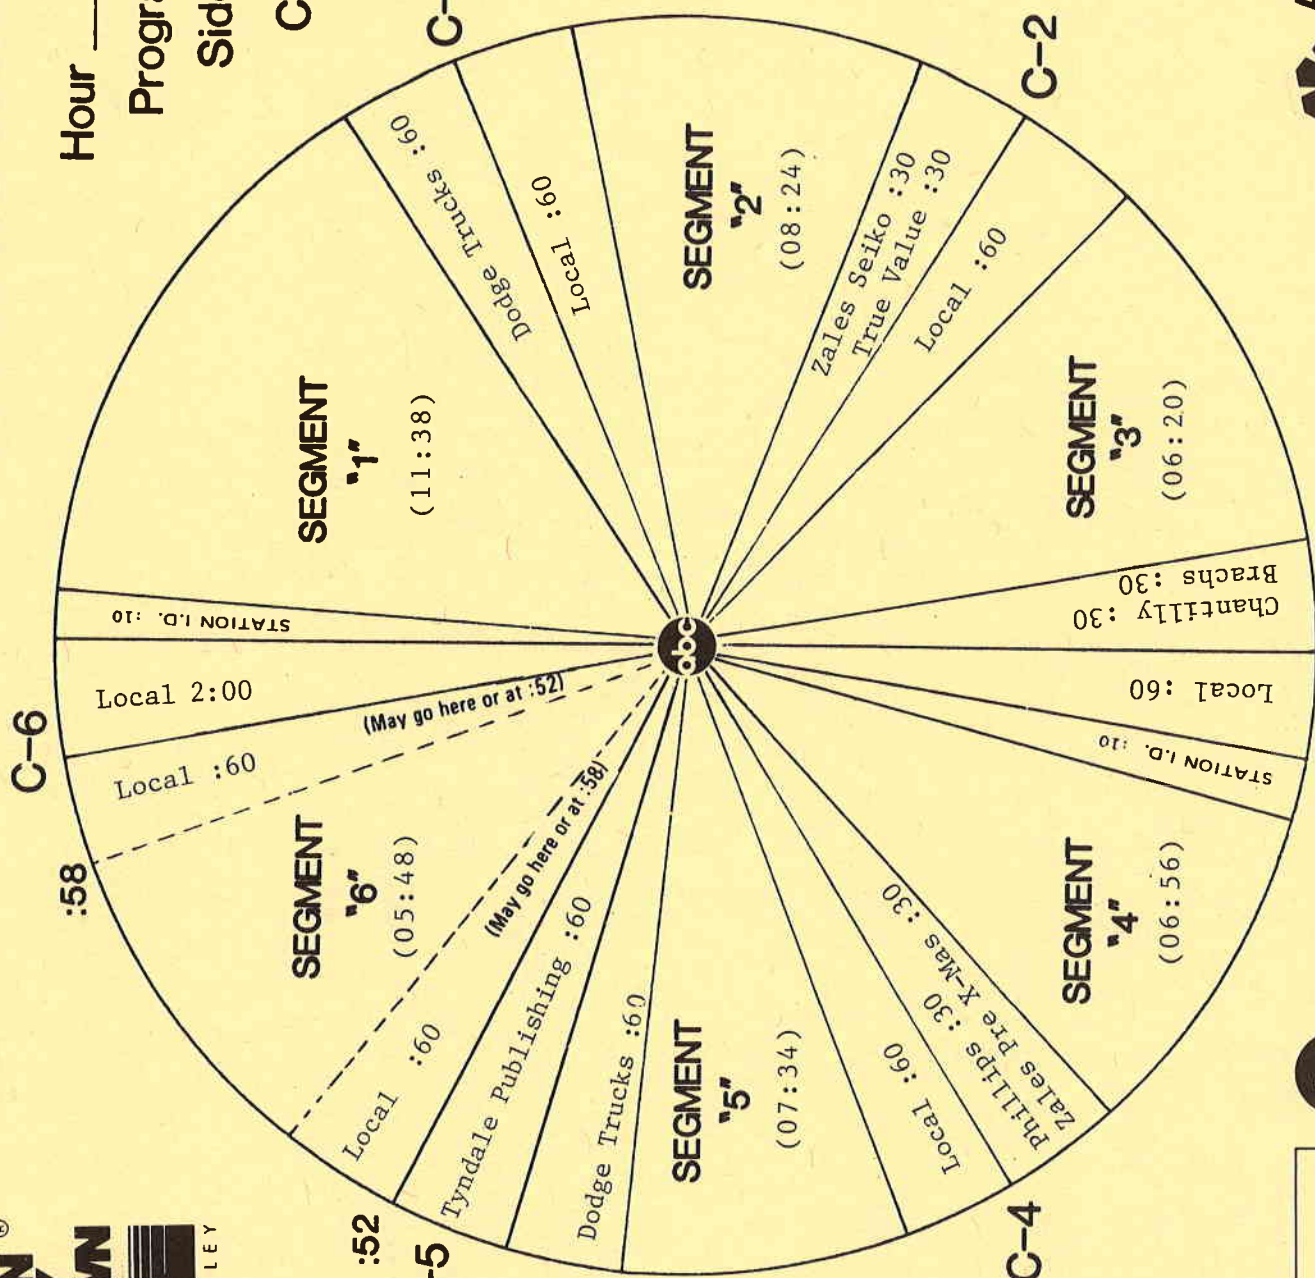 Hour
C-6
STATION I.D. :10
SEGMENT
"1"
(11:38)
Dodge Trucks :60
Local :60
SEGMENT
"2"
(08:24)
Zales Seiko :30
True Value :30
C-2
Local :60
SEGMENT
"3"
(06:20)
Brachs :30
Chantilly :30
Local :60
STATION I.D. :10
SEGMENT
"4"
(06:56)
Zales Pre X-Mas :30
Phillips :30
C-4
Local :60
SEGMENT
"5"
(07:34)
Dodge Trucks :60
Tyndale Publishing :60
-5
:52
Local :60
(May go here or at :58)
SEGMENT
"6"
(05:48)
:58
Local :60
(May go here or at :52)
Local 2:00
abc